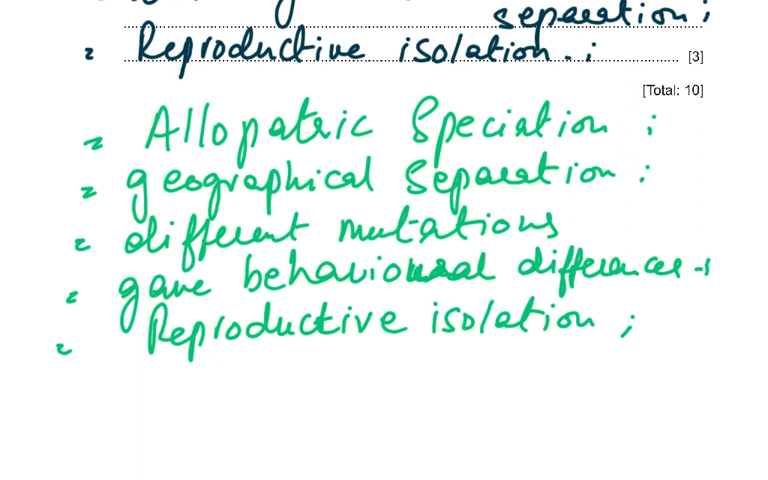 separation ;
- Reproductive isolation . ; [3]
[Total: 10]
- Allopatric Speciation ;
- geographical separation ;
- different mutations
- gave behavioural differences - ;
- Reproductive isolation ;